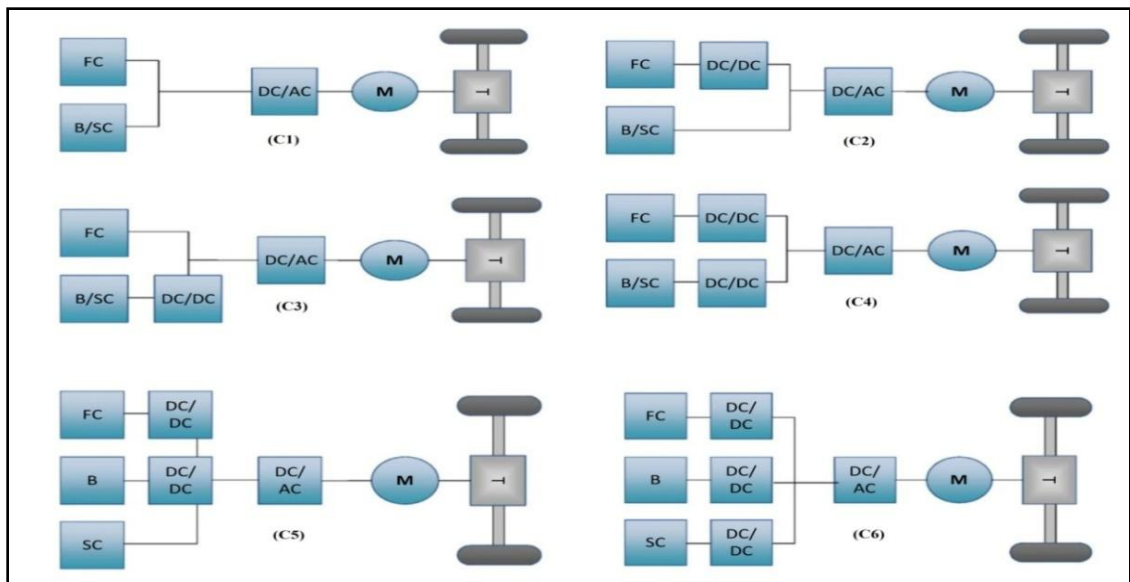 FC
B/SC
DC/AC
M
T
(C1)
FC
DC/DC
B/SC
DC/AC
M
T
(C2)
FC
B/SC
DC/DC
DC/AC
M
T
(C3)
FC
DC/DC
B/SC
DC/DC
DC/AC
M
T
(C4)
FC
DC/
DC
B
DC/
DC
SC
DC/
AC
M
T
(C5)
FC
DC/
DC
B
DC/
DC
SC
DC/
DC
DC/
AC
M
T
(C6)